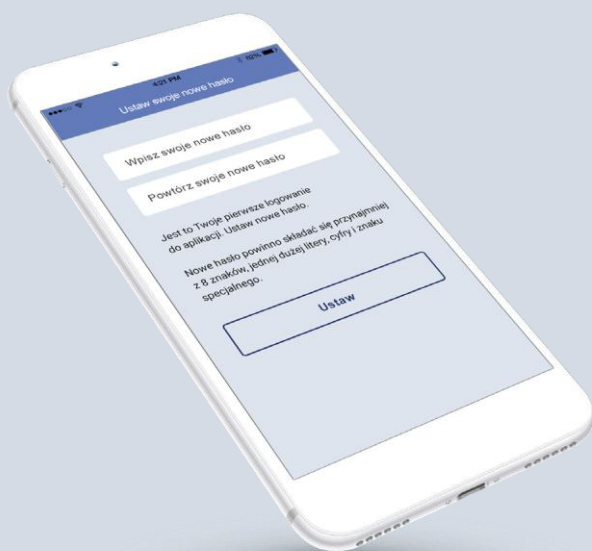 4:21 PM
82%
Ustaw swoje nowe hasło
Wpisz swoje nowe hasło
Powtórz swoje nowe hasło
Jest to Twoje pierwsze logowanie
do aplikacji. Ustaw nowe hasło.
Nowe hasło powinno składać się przynajmniej
z 8 znaków, jednej dużej litery, cyfry i znaku
specjalnego.
Ustaw